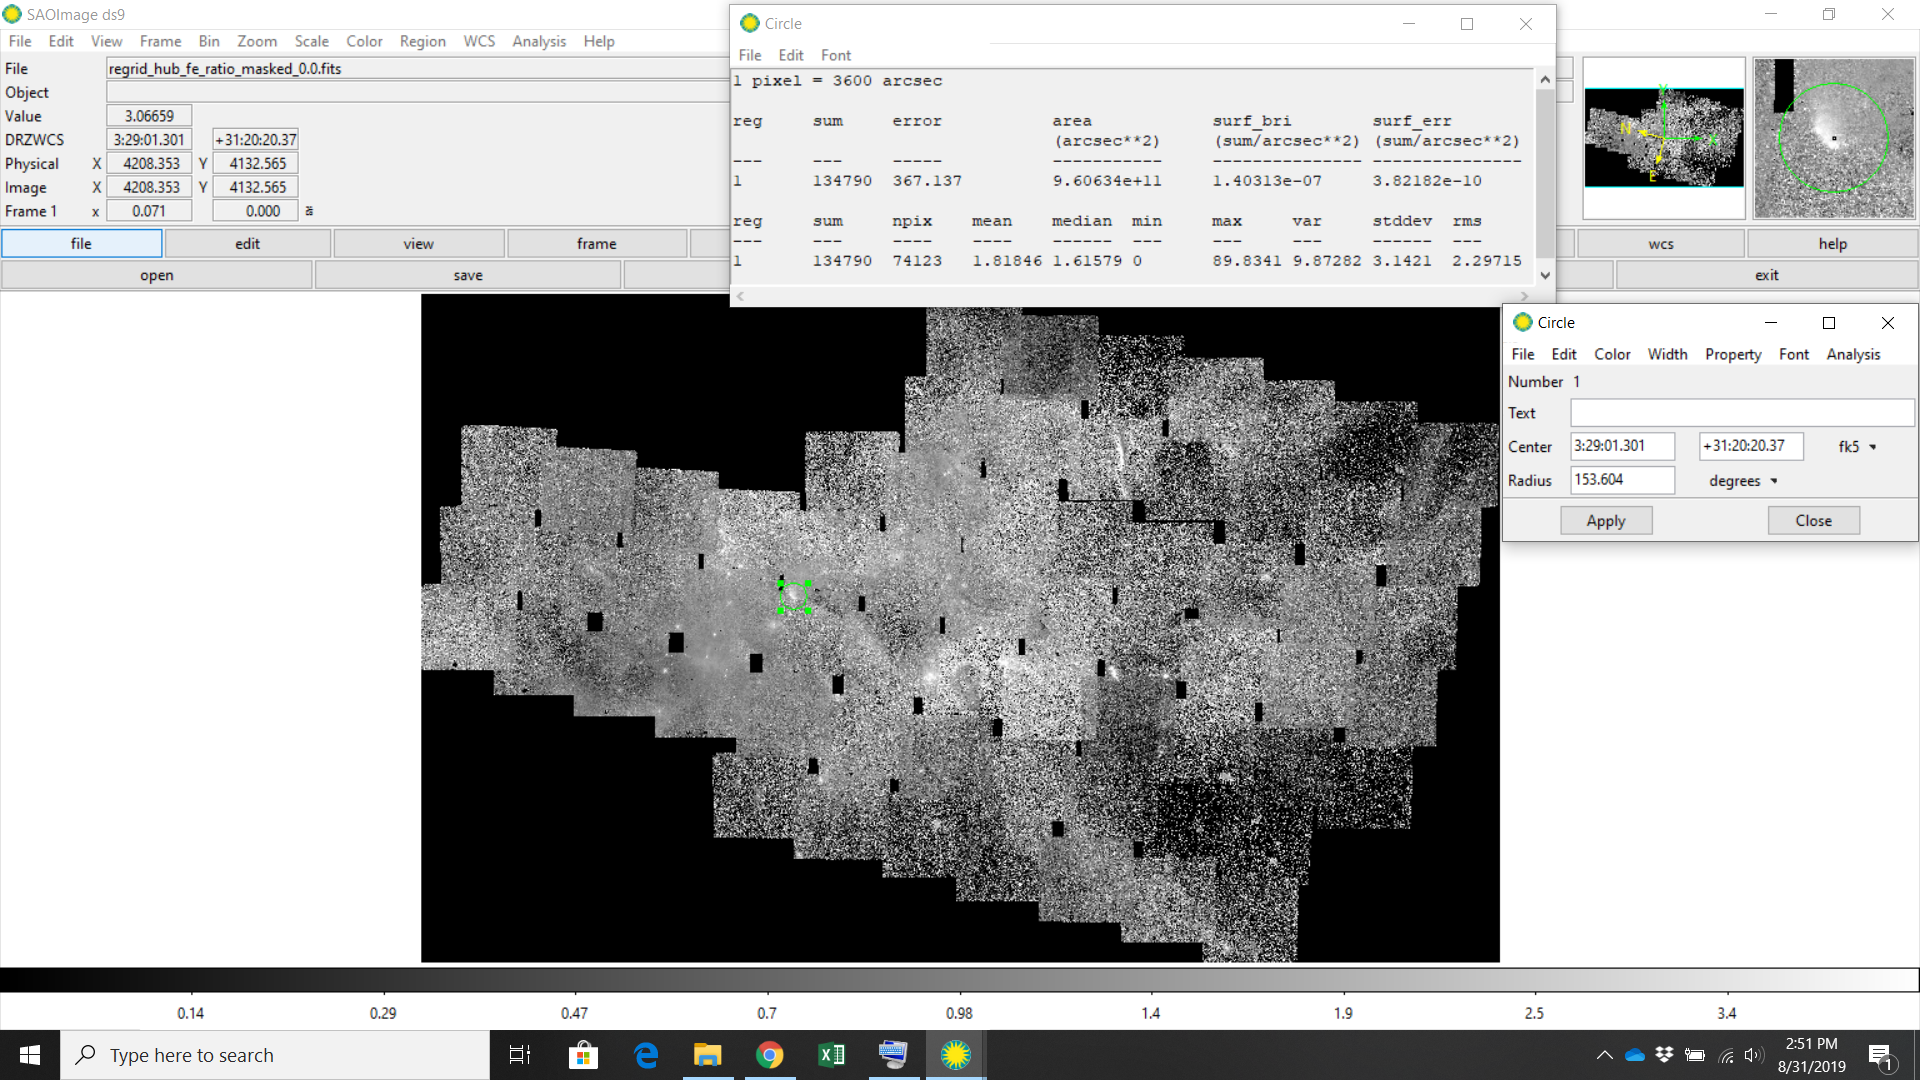 SAOImage ds9
File Edit View Frame Bin Zoom Scale Color Region WCS Analysis Help
File regrid_hub_fe_ratio_masked_0.0.fits
Object
Value 3.06659
DRZWCS 3:29:01.301 +31:20:20.37
Physical X 4208.353 Y 4132.565
Image X 4208.353 Y 4132.565
Frame 1 x 0.071 0.000
file edit view frame wcs help
open save exit
Circle
File Edit Font
1 pixel = 3600 arcsec
reg sum error area surf_bri surf_err
(arcsec**2) (sum/arcsec**2) (sum/arcsec**2)
--- --- ----- ----------- --------------- ---------------
1 134790 367.137 9.60634e+11 1.40313e-07 3.82182e-10
reg sum npix mean median min max var stddev rms
--- --- ---- ---- ------ --- --- --- ------ ---
1 134790 74123 1.81846 1.61579 0 89.8341 9.87282 3.1421 2.29715
N E X Y
Circle
File Edit Color Width Property Font Analysis
Number 1
Text
Center 3:29:01.301 +31:20:20.37 fk5
Radius 153.604 degrees
Apply Close
0.14 0.29 0.47 0.7 0.98 1.4 1.9 2.5 3.4
Type here to search
2:51 PM
8/31/2019
1